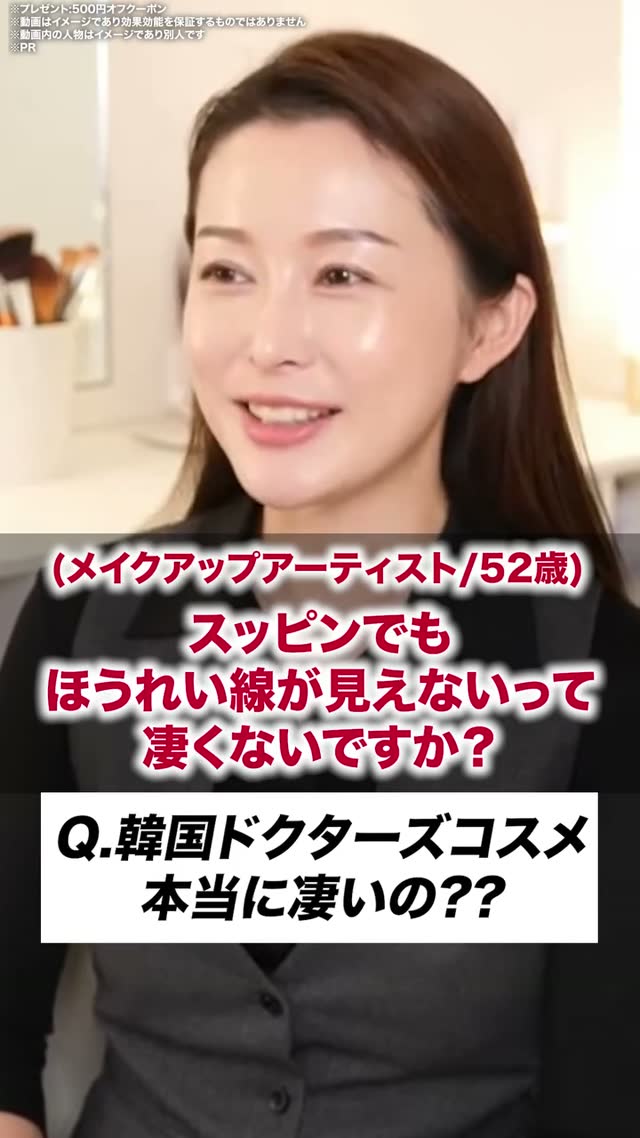 ※プレゼント:500円オフクーポン
※動画はイメージであり効果効能を保証するものではありません
※動画内の人物はイメージであり別人です
※PR
(メイクアップアーティスト/52歳)
スッピンでも
ほうれい線が見えないって
凄くないですか？
Q.韓国ドクターズコスメ
本当に凄いの??